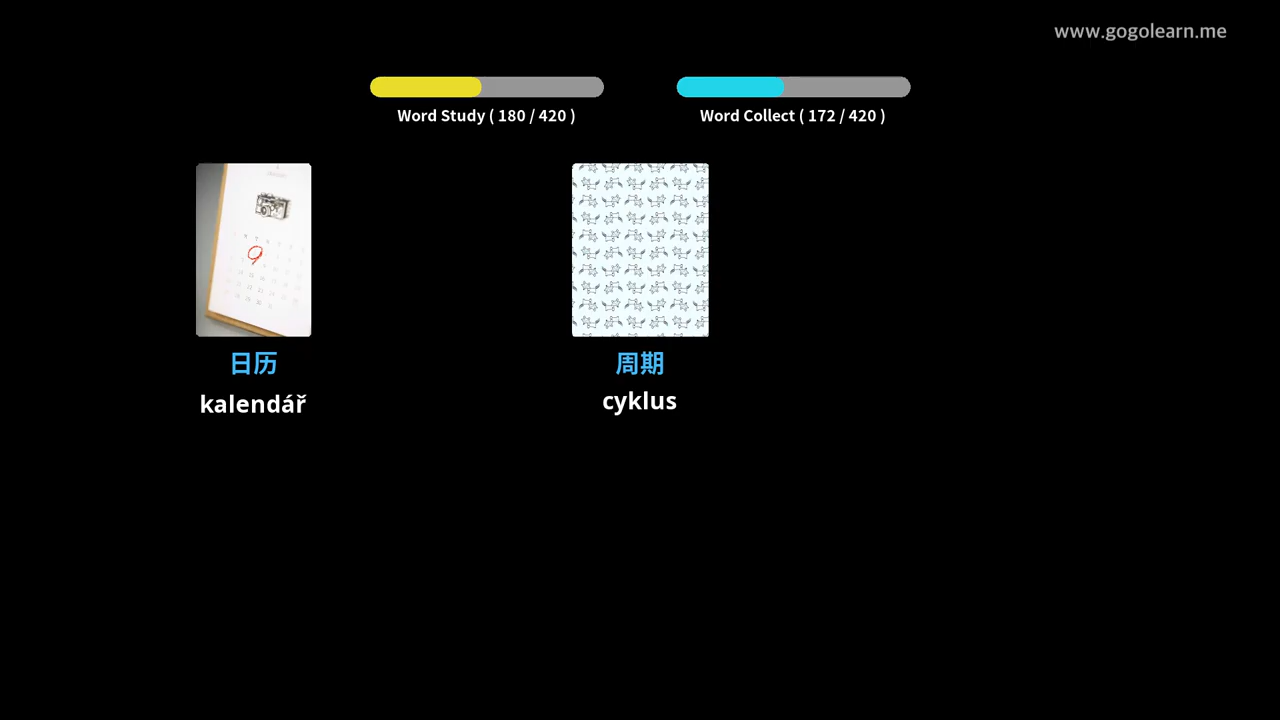 www.gogolearn.me
Word Study ( 180 / 420 )
Word Collect ( 172 / 420 )
日历
kalendář
周期
cyklus